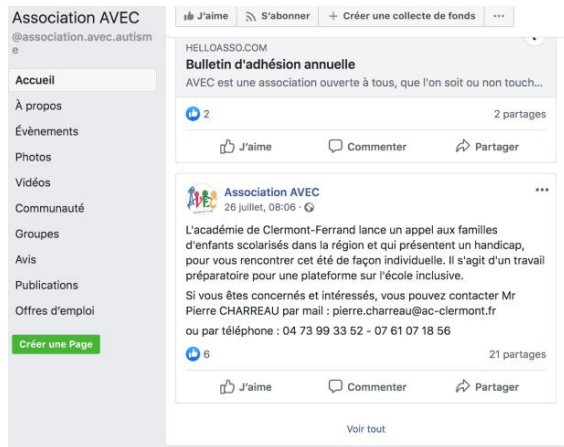 Association AVEC
@association.avec.autism
e
Accueil
À propos
Évènements
Photos
Vidéos
Communauté
Groupes
Avis
Publications
Offres d'emploi
Créer une Page
J'aime S'abonner + Créer une collecte de fonds ...
HELLOASSO.COM
Bulletin d'adhésion annuelle
AVEC est une association ouverte à tous, que l'on soit ou non touch...
2 2 partages
J'aime Commenter Partager
AVEC
Association AVEC ...
26 juillet, 08:06 ·
L'académie de Clermont-Ferrand lance un appel aux familles
d'enfants scolarisés dans la région et qui présentent un handicap,
pour vous rencontrer cet été de façon individuelle. Il s'agit d'un travail
préparatoire pour une plateforme sur l'école inclusive.
Si vous êtes concernés et intéressés, vous pouvez contacter Mr
Pierre CHARREAU par mail : pierre.charreau@ac-clermont.fr
ou par téléphone : 04 73 99 33 52 - 07 61 07 18 56
6 21 partages
J'aime Commenter Partager
Voir tout